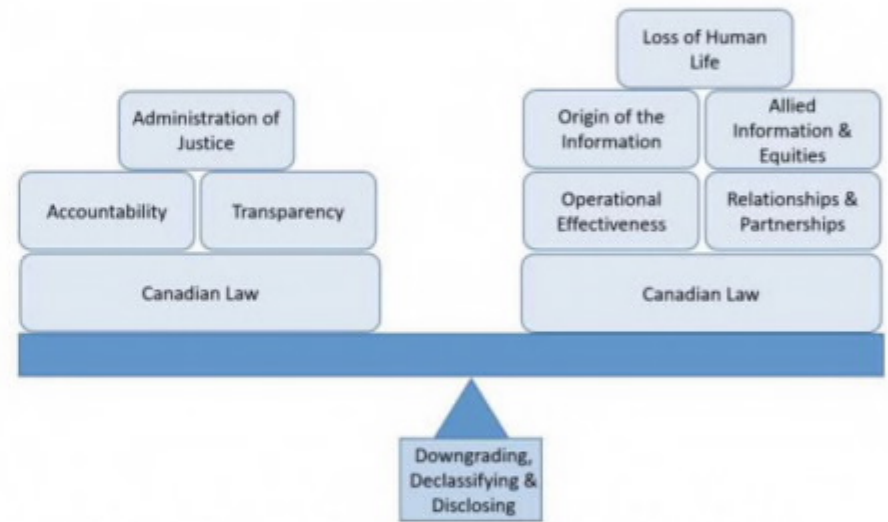 Loss of Human
Life
Administration of
Justice
Origin of the
Information
Allied
Information &
Equities
Accountability
Transparency
Operational
Effectiveness
Relationships &
Partnerships
Canadian Law
Canadian Law
Downgrading,
Declassifying &
Disclosing